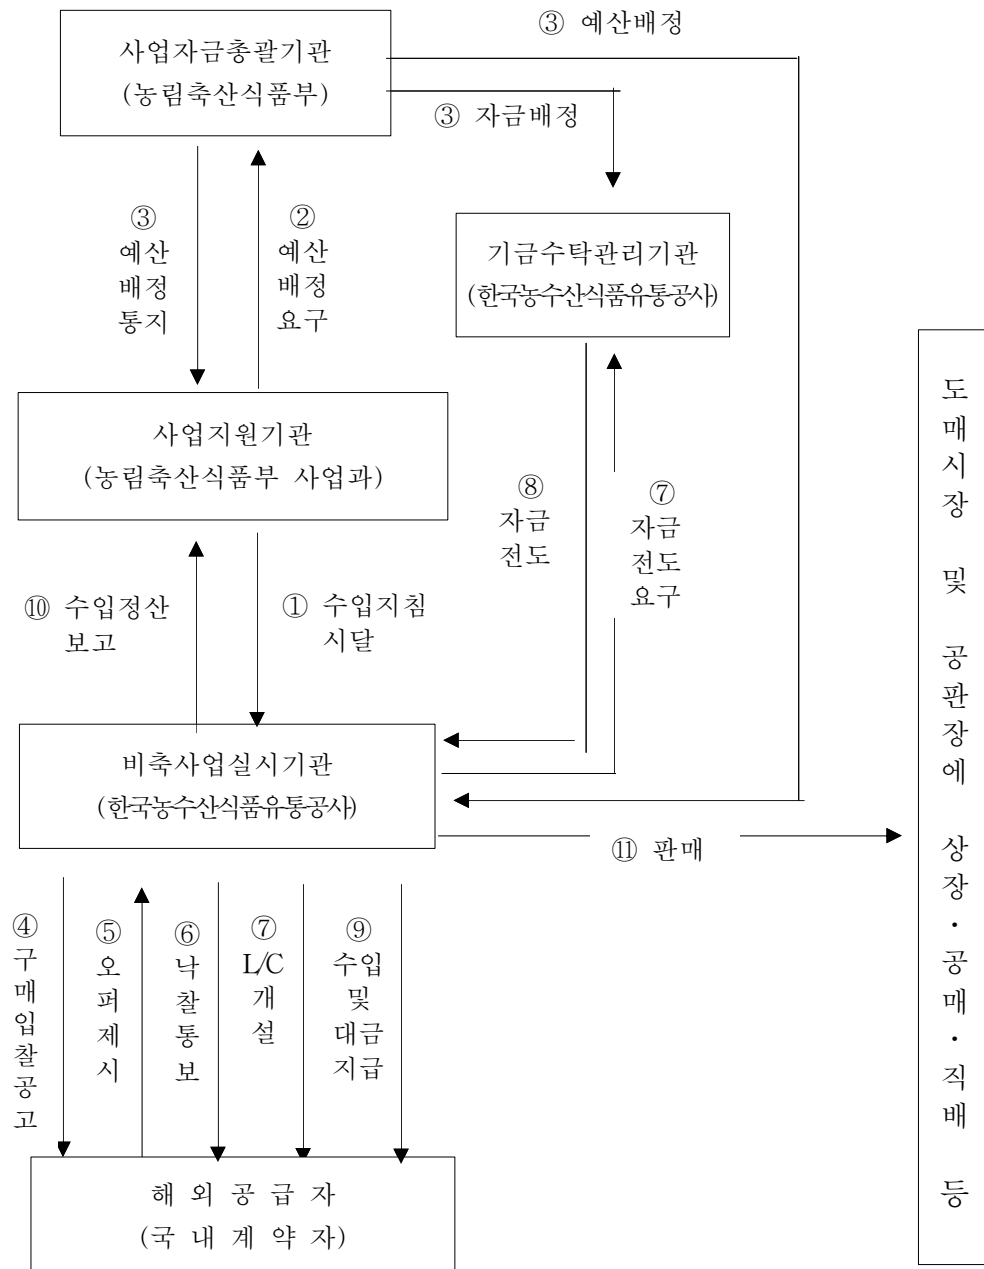 ③ 예산배정
사업자금총괄기관
(농림축산식품부)
③ 자금배정
③
예산
배정
통지
②
예산
배정
요구
기금수탁관리기관
(한국농수산식품유통공사)
사업지원기관
(농림축산식품부 사업과)
⑧
자금
전도
⑦
자금
전도
요구
⑩ 수입정산
보고
① 수입지침
시달
비축사업실시기관
(한국농수산식품유통공사)
⑪ 판매
도매시장 및 공판장에 상장·공매·직배 등
④
구
매
입
찰
공
고
⑤
오
퍼
제
시
⑥
낙
찰
통
보
⑦
L/C
개
설
⑨
수입
및
대금
지급
해 외 공 급 자
(국 내 계 약 자)